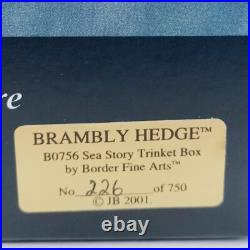 re
BRAMBLY HEDGE™
B0756 Sea Story Trinket Box
by Border Fine Arts™
No 226 of 750
© JB 2001.